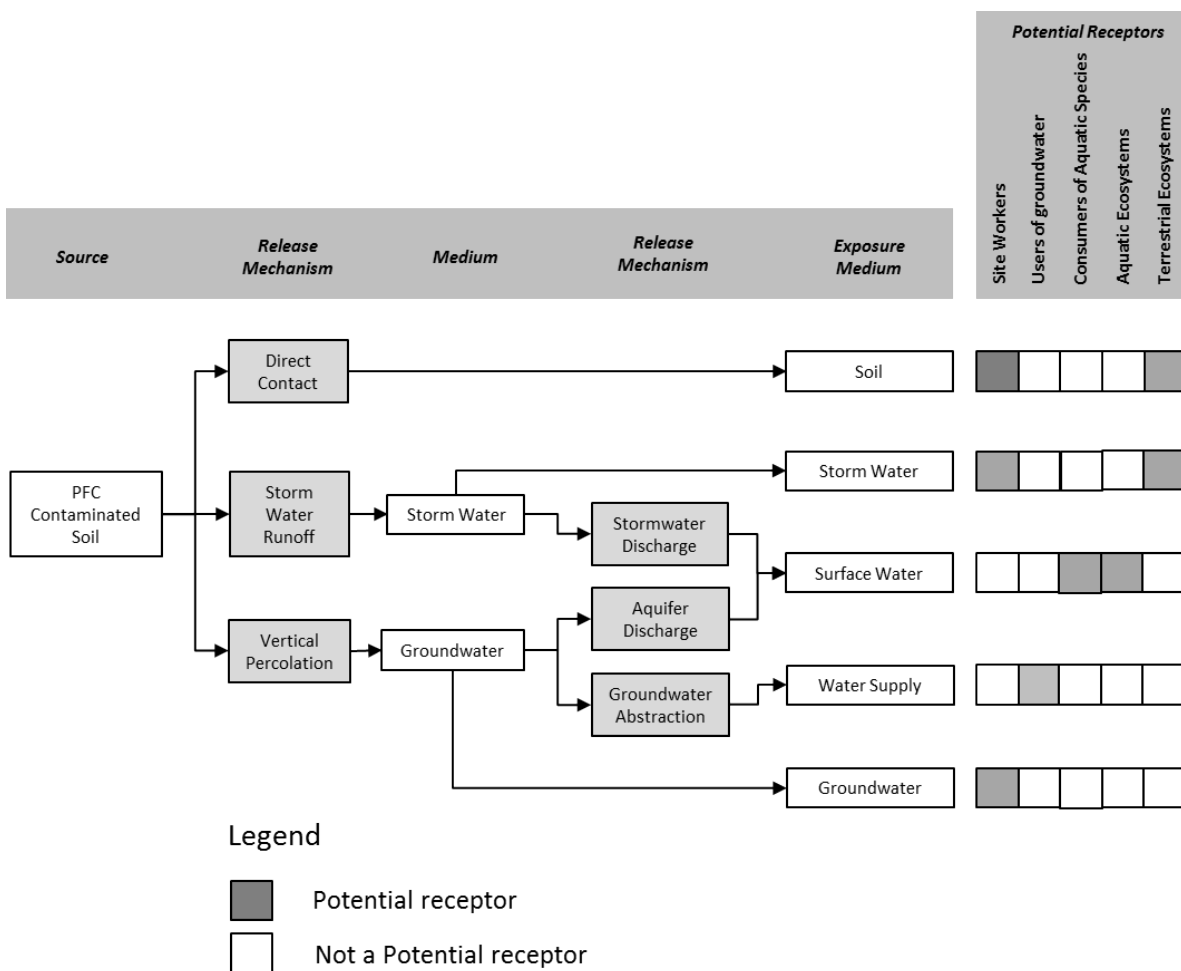 Potential Receptors
Site Workers
Users of groundwater
Consumers of Aquatic Species
Aquatic Ecosystems
Terrestrial Ecosystems
Source
Release
Mechanism
Medium
Release
Mechanism
Exposure
Medium
Direct
Contact
Soil
PFC
Contaminated
Soil
Storm
Water
Runoff
Storm Water
Stormwater
Discharge
Storm Water
Surface Water
Vertical
Percolation
Groundwater
Aquifer
Discharge
Groundwater
Abstraction
Water Supply
Groundwater
Legend
Potential receptor
Not a Potential receptor